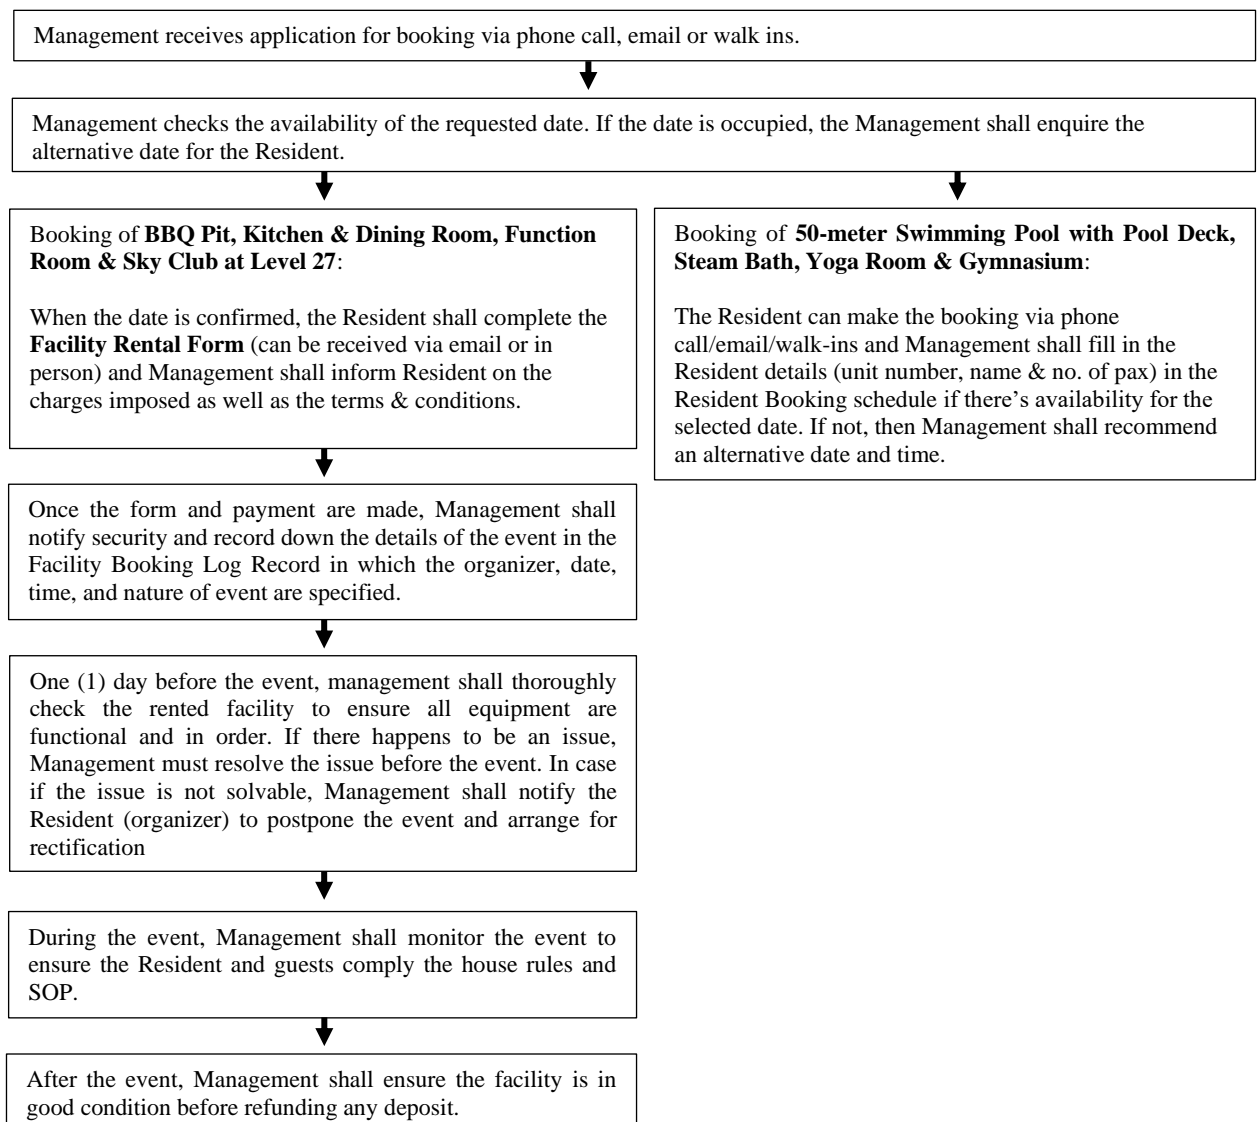 Management receives application for booking via phone call, email or walk ins.
Management checks the availability of the requested date. If the date is occupied, the Management shall enquire the
alternative date for the Resident.
Booking of BBQ Pit, Kitchen & Dining Room, Function
Room & Sky Club at Level 27:
When the date is confirmed, the Resident shall complete the
Facility Rental Form (can be received via email or in
person) and Management shall inform Resident on the
charges imposed as well as the terms & conditions.
Booking of 50-meter Swimming Pool with Pool Deck,
Steam Bath, Yoga Room & Gymnasium:
The Resident can make the booking via phone
call/email/walk-ins and Management shall fill in the
Resident details (unit number, name & no. of pax) in the
Resident Booking schedule if there’s availability for the
selected date. If not, then Management shall recommend
an alternative date and time.
Once the form and payment are made, Management shall
notify security and record down the details of the event in the
Facility Booking Log Record in which the organizer, date,
time, and nature of event are specified.
One (1) day before the event, management shall thoroughly
check the rented facility to ensure all equipment are
functional and in order. If there happens to be an issue,
Management must resolve the issue before the event. In case
if the issue is not solvable, Management shall notify the
Resident (organizer) to postpone the event and arrange for
rectification
During the event, Management shall monitor the event to
ensure the Resident and guests comply the house rules and
SOP.
After the event, Management shall ensure the facility is in
good condition before refunding any deposit.